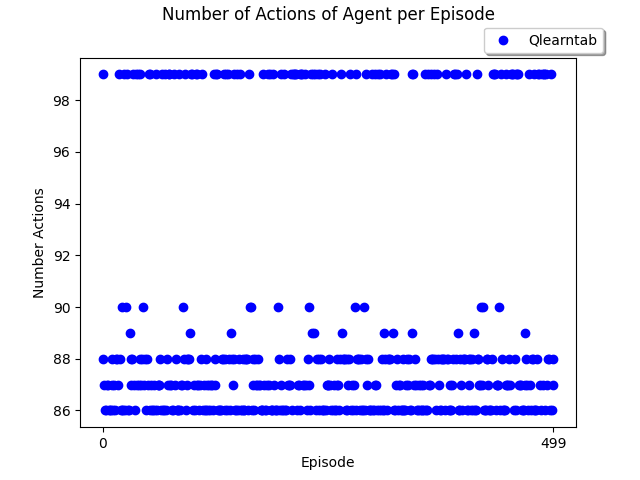 Number of Actions of Agent per Episode
Qlearntab
98
96
94
92
90
88
86
Number Actions
0
499
Episode